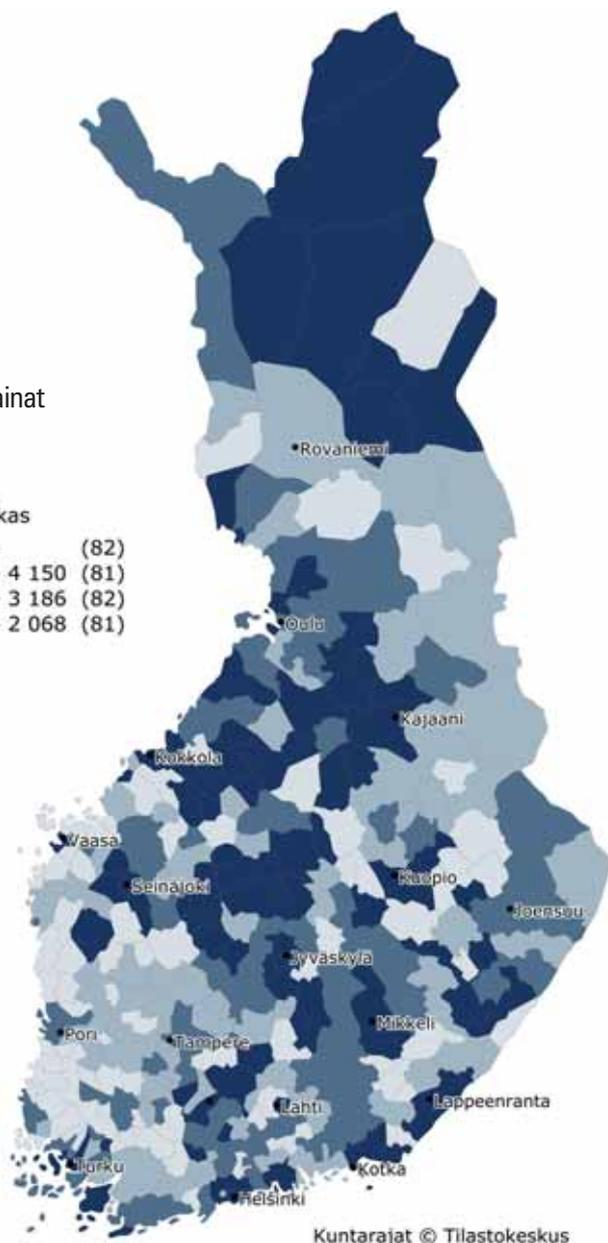 ainat
kas
(82)
4 150 (81)
3 186 (82)
2 068 (81)
Rovaniemi
Oulu
Kajaani
Kokkola
Vaasa
Kuopio
Seinäjoki
Joensuu
Jyväskylä
Mikkeli
Pori
Tampere
Lahti
Lappeenranta
Turku
Kotka
Helsinki
Kuntarajat © Tilastokeskus